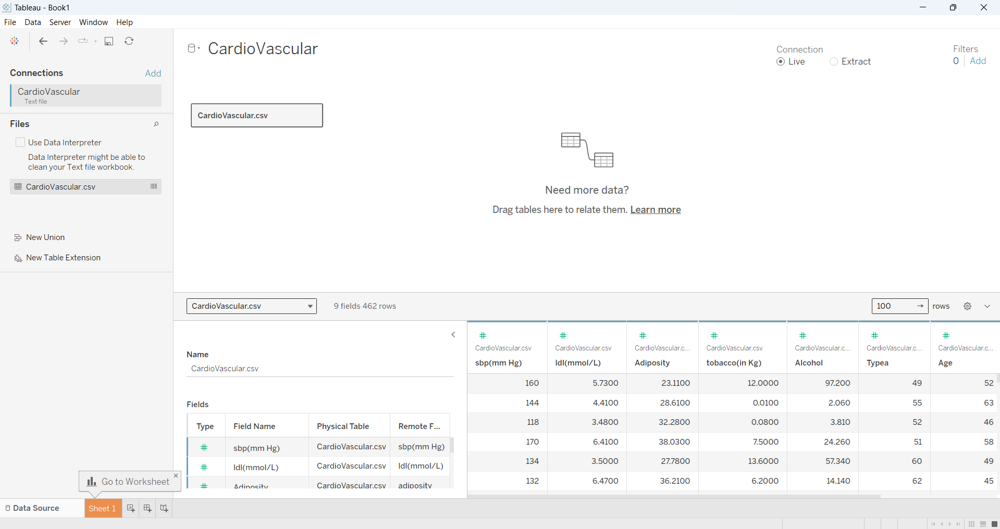 Tableau - Book1
File Data Server Window Help
CardioVascular
Connection
Live Extract
Filters
0 Add
Connections Add
CardioVascular
Text file
Files
Use Data Interpreter
Data Interpreter might be able to
clean your Text file workbook.
CardioVascular.csv
New Union
New Table Extension
CardioVascular.csv
Need more data?
Drag tables here to relate them. Learn more
CardioVascular.csv 9 fields 462 rows 100 rows
Name
CardioVascular.csv
Fields
Type Field Name Physical Table Remote F...
sbp(mm Hg) CardioVascular.csv sbp(mm Hg)
ldl(mmol/L) CardioVascular.csv ldl(mmol/L)
Adiposity CardioVascular.csv adiposity
CardioVascular.csv CardioVascular.csv CardioVascular.c... CardioVascular.csv CardioVascular.c... CardioVascular.c... CardioVascular.c...
sbp(mm Hg) ldl(mmol/L) Adiposity tobacco(in Kg) Alcohol Typea Age
160 5.7300 23.1100 12.0000 97.200 49 52
144 4.4100 28.6100 0.0100 2.060 55 63
118 3.4800 32.2800 0.0800 3.810 52 46
170 6.4100 38.0300 7.5000 24.260 51 58
134 3.5000 27.7800 13.6000 57.340 60 49
132 6.4700 36.2100 6.2000 14.140 62 45
Go to Worksheet
Data Source Sheet 1